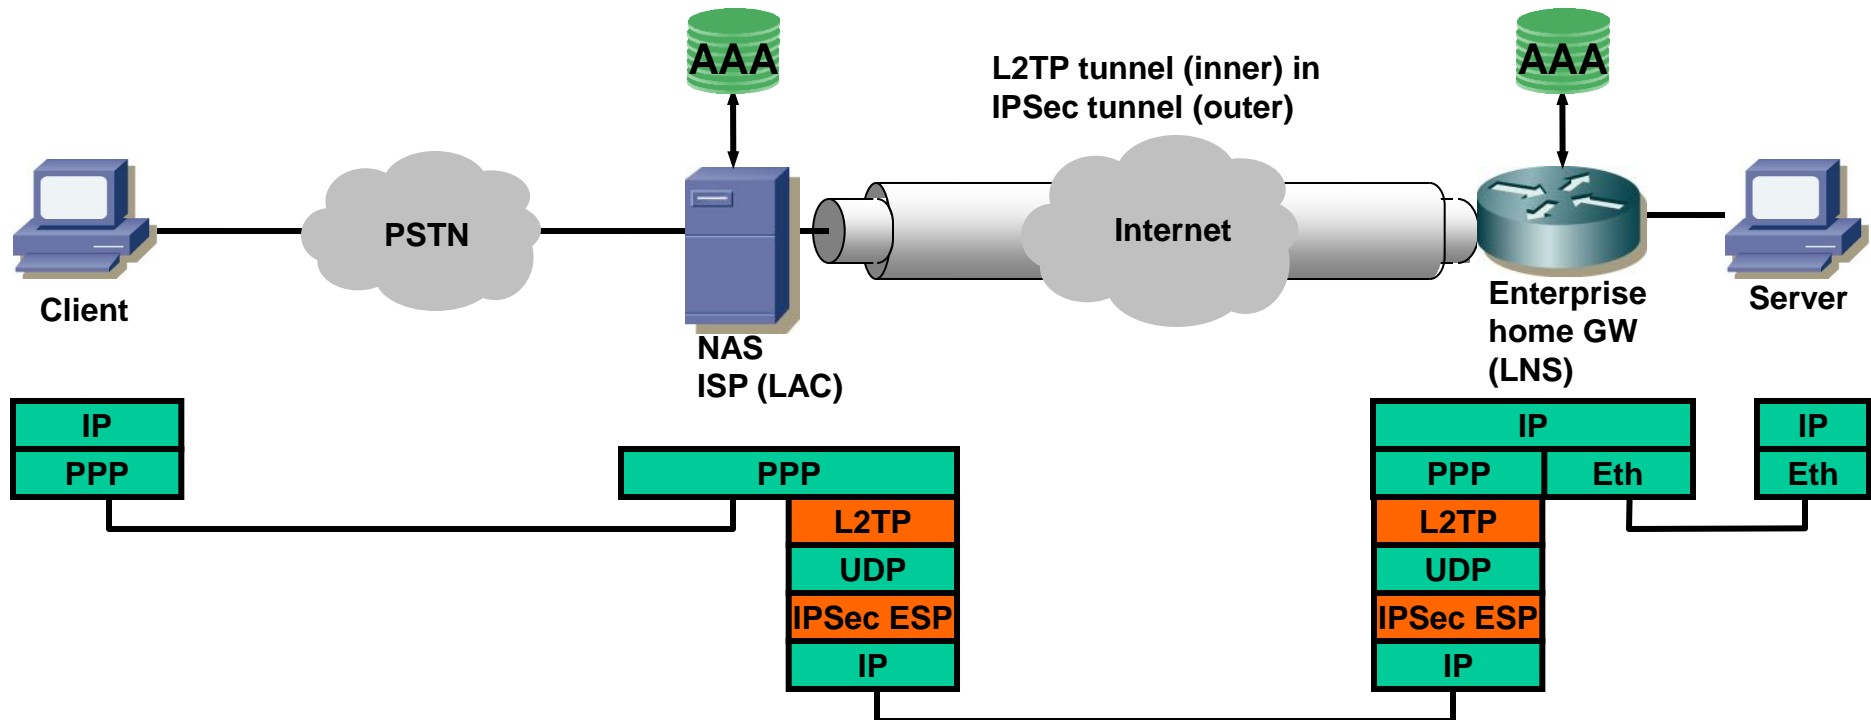 AAA
AAA
L2TP tunnel (inner) in
IPSec tunnel (outer)
PSTN
Internet
Client
NAS
ISP (LAC)
Enterprise
home GW
(LNS)
Server
IP
PPP
PPP
L2TP
UDP
IPSec ESP
IP
IP
PPP
Eth
L2TP
UDP
IPSec ESP
IP
IP
Eth